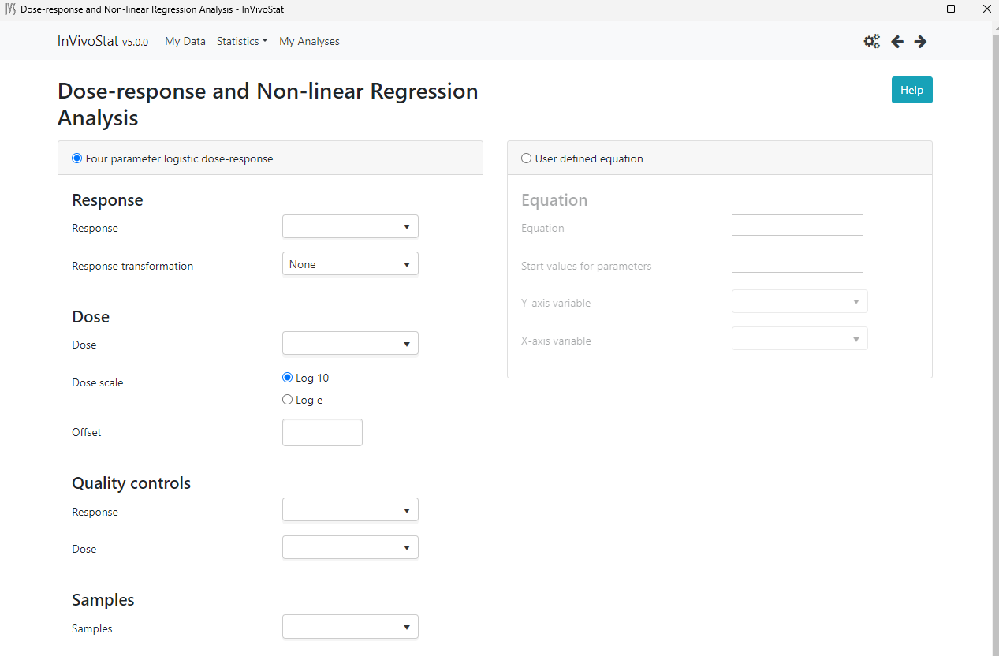 Dose-response and Non-linear Regression Analysis - InVivoStat
InVivoStat v5.0.0 My Data Statistics My Analyses
Dose-response and Non-linear Regression
Analysis
Help
Four parameter logistic dose-response
Response
Response
Response transformation None
Dose
Dose
Dose scale Log 10
Log e
Offset
Quality controls
Response
Dose
Samples
Samples
User defined equation
Equation
Equation
Start values for parameters
Y-axis variable
X-axis variable